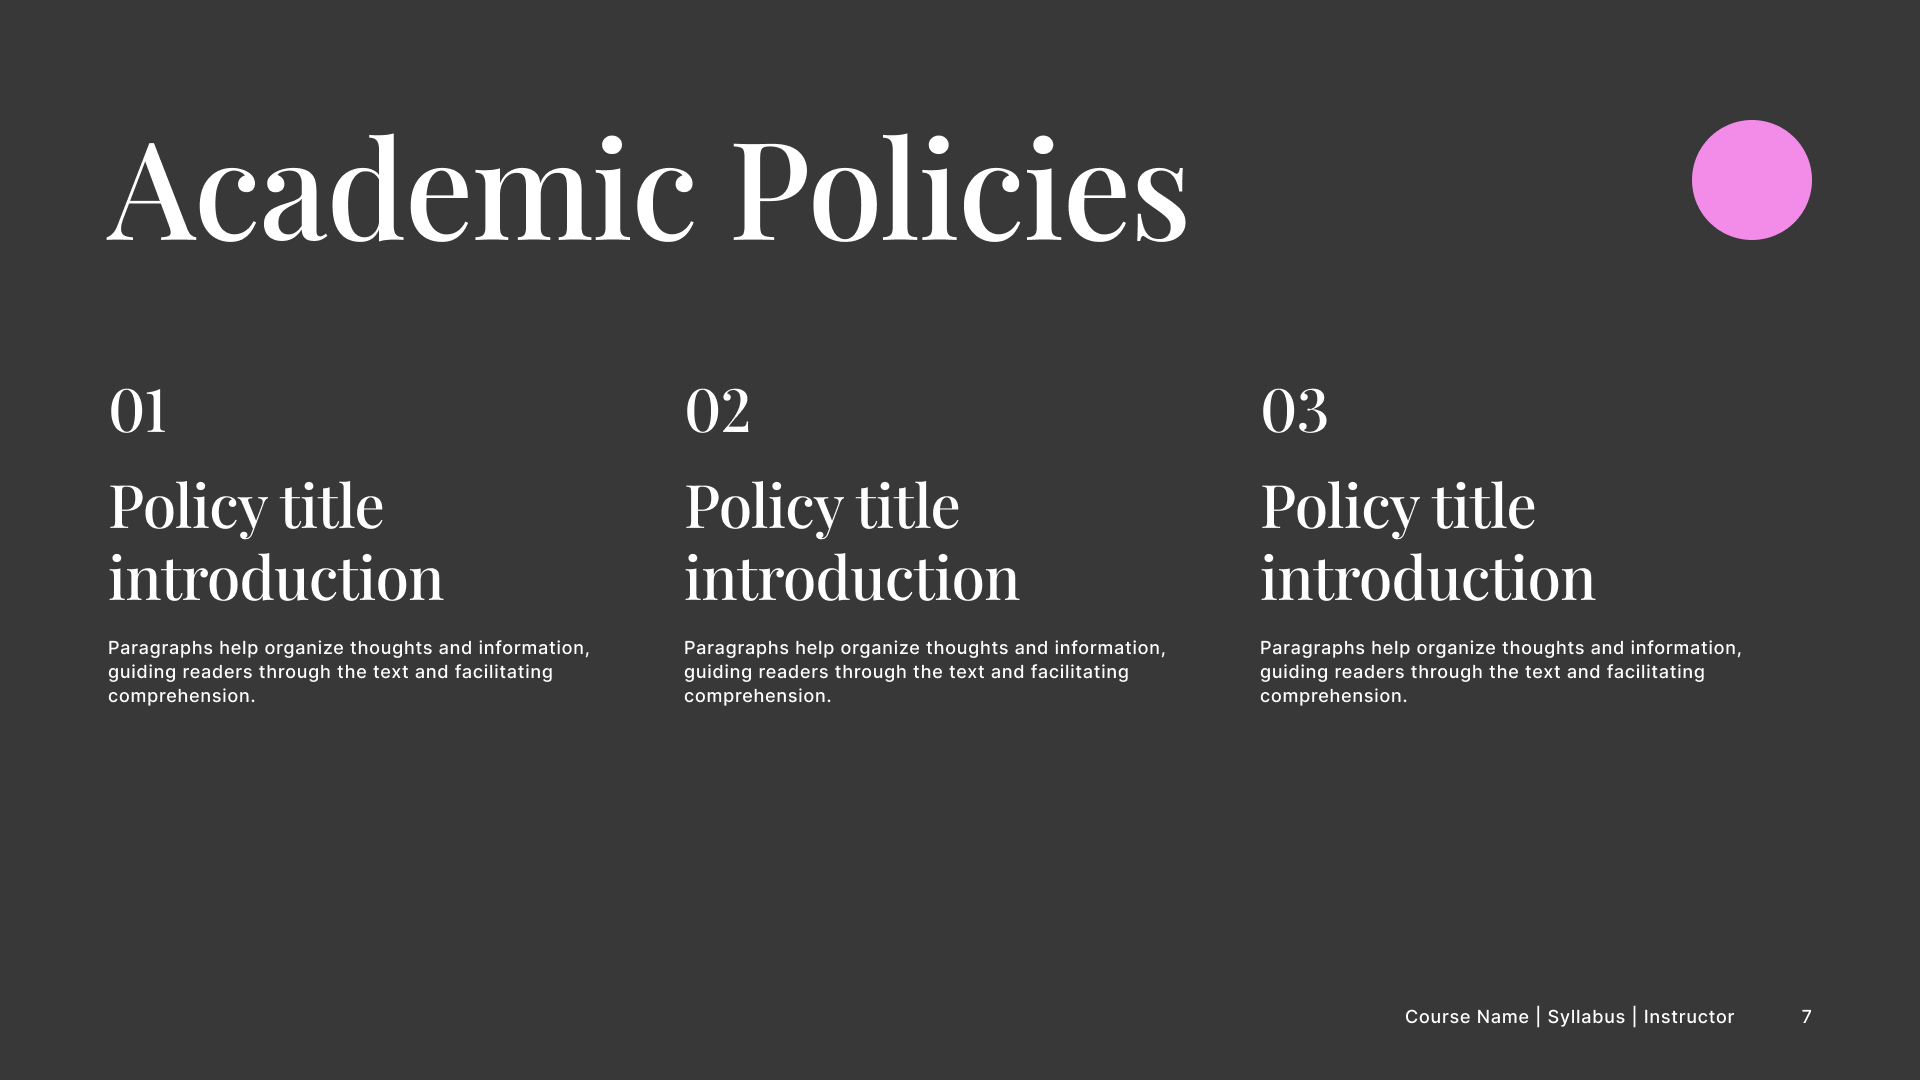 Academic Policies
01
Policy title
introduction
Paragraphs help organize thoughts and information,
guiding readers through the text and facilitating
comprehension.
02
Policy title
introduction
Paragraphs help organize thoughts and information,
guiding readers through the text and facilitating
comprehension.
03
Policy title
introduction
Paragraphs help organize thoughts and information,
guiding readers through the text and facilitating
comprehension.
Course Name | Syllabus | Instructor 7